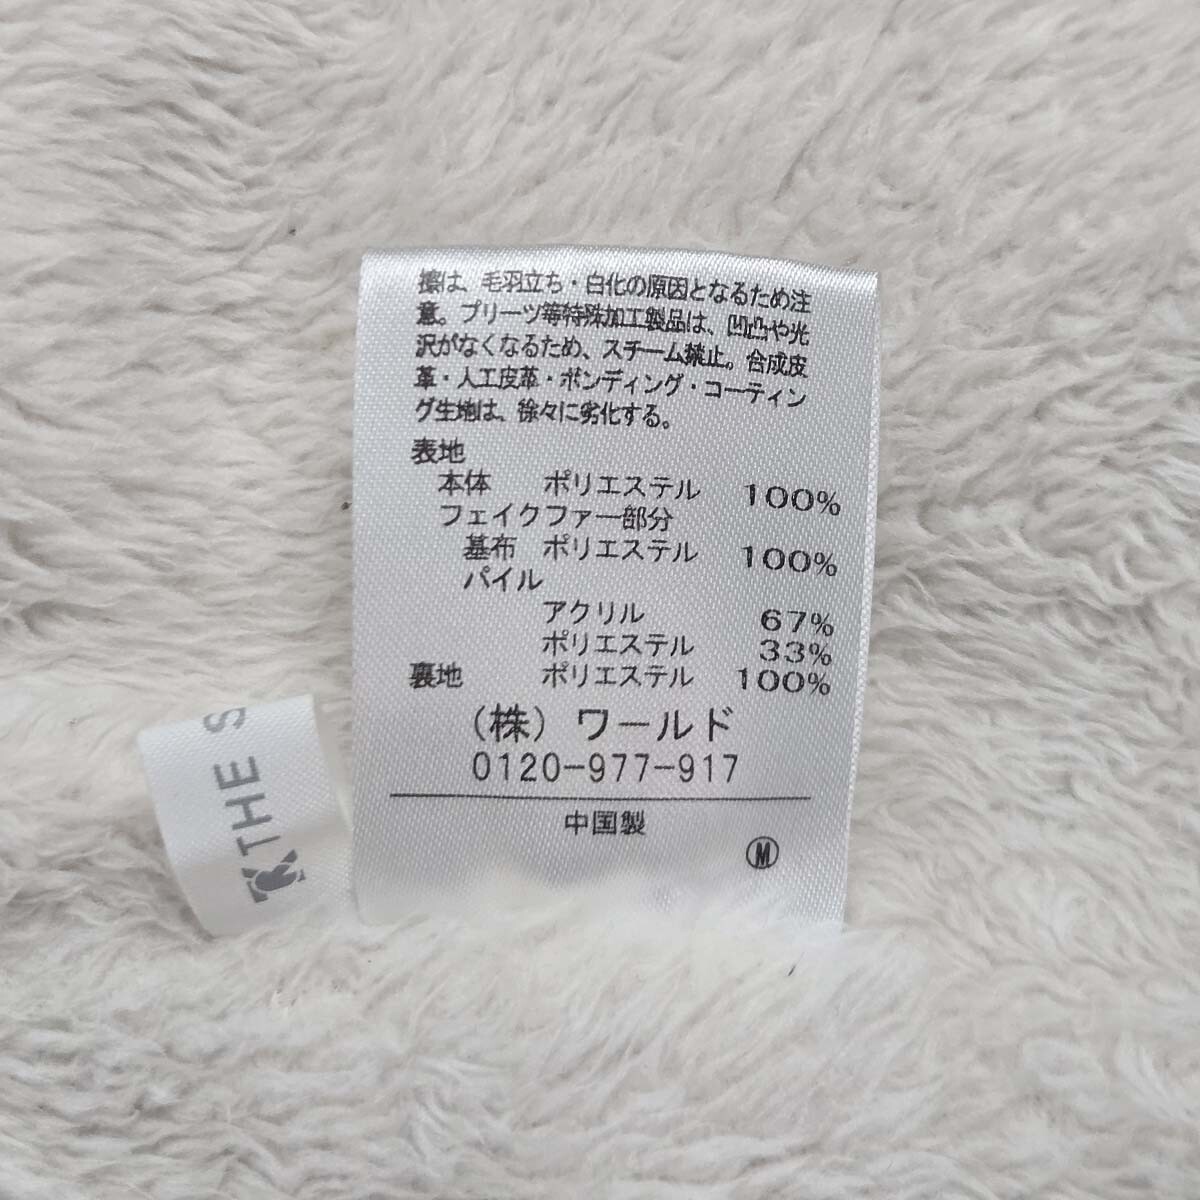 擦は、毛羽立ち・白化の原因となるため注
意。プリーツ等特殊加工製品は、凹凸や光
沢がなくなるため、スチーム禁止。合成皮
革・人工皮革・ボンディング・コーティン
グ生地は、徐々に劣化する。
表地
本体 ポリエステル 100%
フェイクファー部分
基布 ポリエステル 100%
パイル
アクリル 67%
ポリエステル 33%
裏地 ポリエステル 100%
(株) ワールド
0120-977-917
中国製
M
THE S